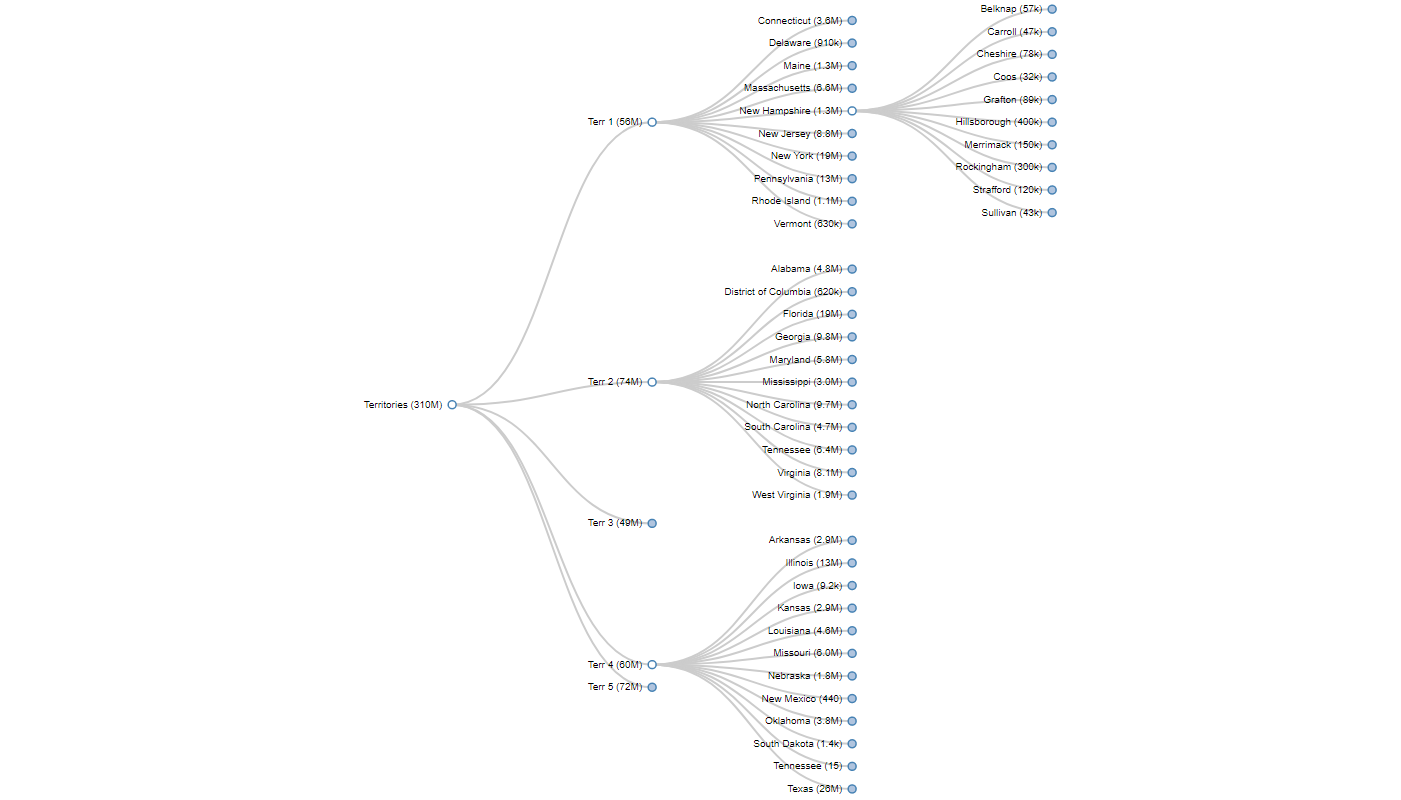 Territories (310M)
Terr 1 (56M)
Connecticut (3.6M)
Delaware (910k)
Maine (1.3M)
Massachusetts (6.6M)
New Hampshire (1.3M)
Belknap (57k)
Carroll (47k)
Cheshire (78k)
Coos (32k)
Grafton (89k)
Hillsborough (400k)
Merrimack (150k)
Rockingham (300k)
Strafford (120k)
Sullivan (43k)
New Jersey (8.8M)
New York (19M)
Pennsylvania (13M)
Rhode Island (1.1M)
Vermont (630k)
Terr 2 (74M)
Alabama (4.8M)
District of Columbia (620k)
Florida (19M)
Georgia (9.8M)
Maryland (5.8M)
Mississippi (3.0M)
North Carolina (9.7M)
South Carolina (4.7M)
Tennessee (6.4M)
Virginia (8.1M)
West Virginia (1.9M)
Terr 3 (49M)
Terr 4 (60M)
Arkansas (2.9M)
Illinois (13M)
Iowa (9.2k)
Kansas (2.9M)
Louisiana (4.6M)
Missouri (6.0M)
Nebraska (1.8M)
New Mexico (440)
Oklahoma (3.8M)
South Dakota (1.4k)
Tennessee (15)
Texas (26M)
Terr 5 (72M)